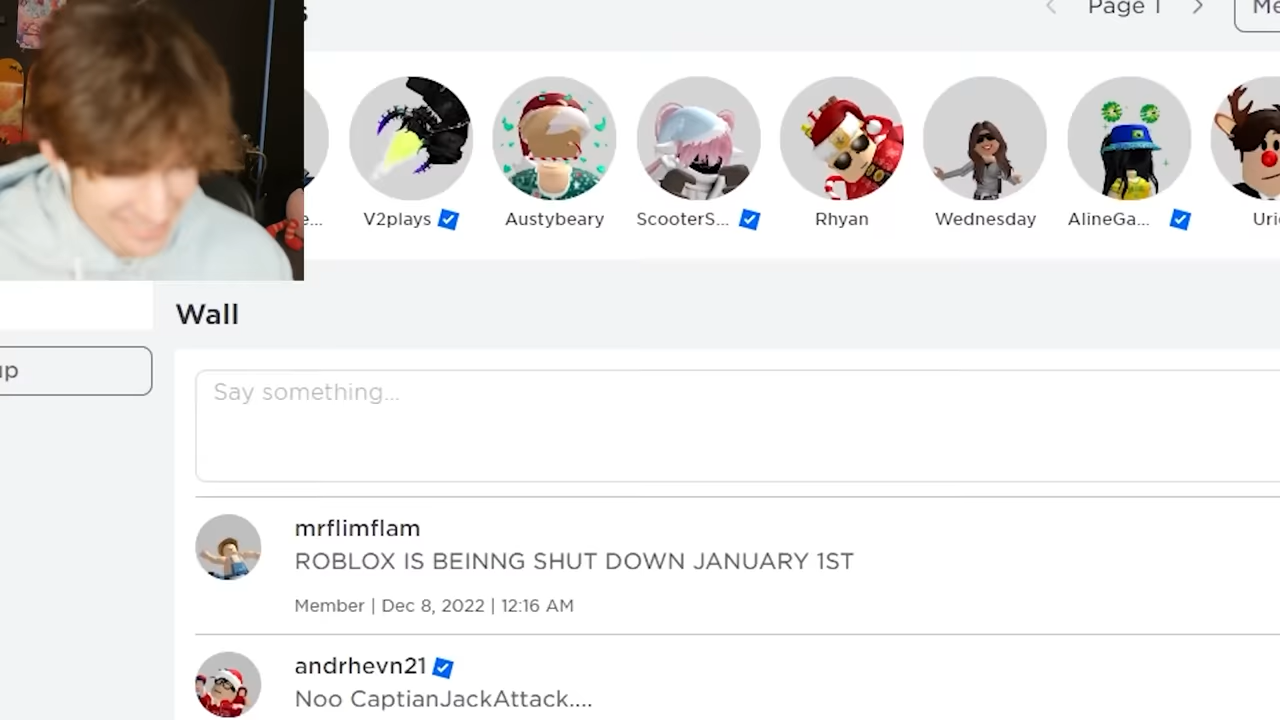 Page 1
V2plays
Austybeary
ScooterS...
Rhyan
Wednesday
AlineGa...
Wall
Say something...
mrflimflam
ROBLOX IS BEINNG SHUT DOWN JANUARY 1ST
Member | Dec 8, 2022 | 12:16 AM
andrhevn21
Noo CaptianJackAttack....